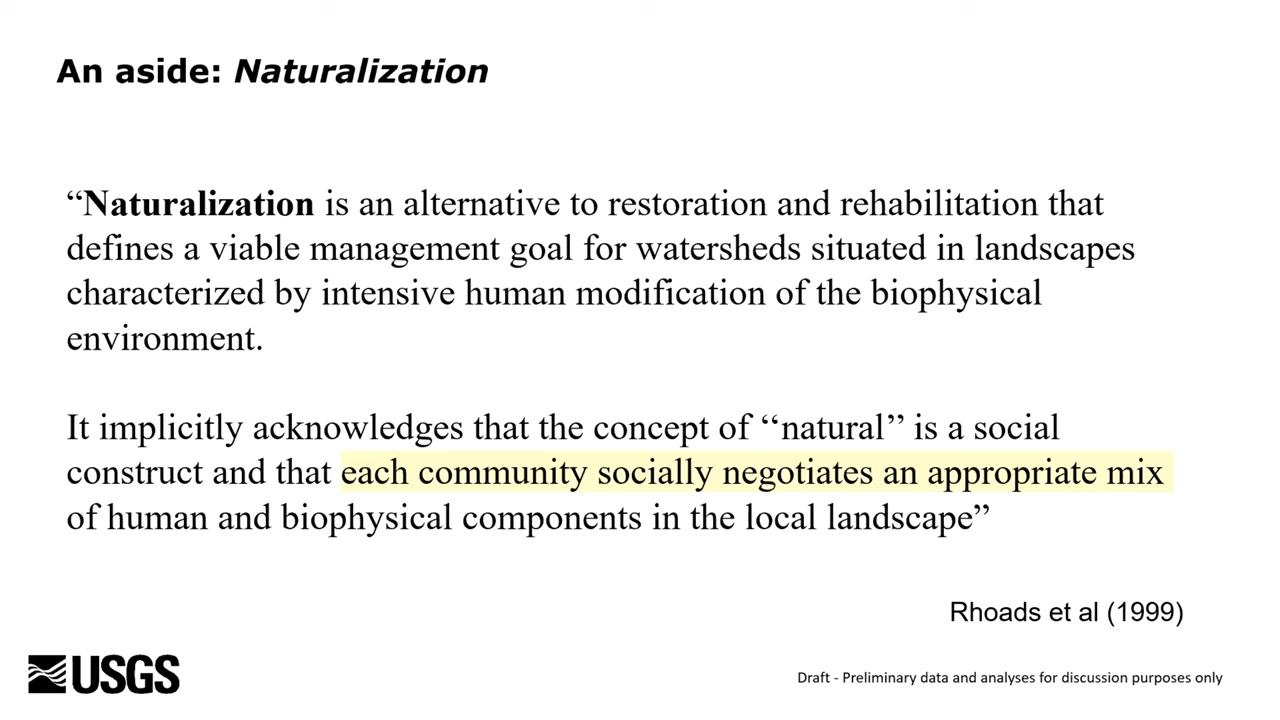 An aside: Naturalization
“Naturalization is an alternative to restoration and rehabilitation that
defines a viable management goal for watersheds situated in landscapes
characterized by intensive human modification of the biophysical
environment.
It implicitly acknowledges that the concept of ‘‘natural’’ is a social
construct and that each community socially negotiates an appropriate mix
of human and biophysical components in the local landscape”
Rhoads et al (1999)
USGS
Draft - Preliminary data and analyses for discussion purposes only